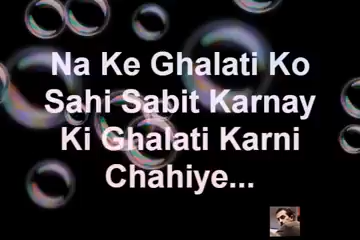 Na Ke Ghalati Ko
Sahi Sabit Karnay
Ki Ghalati Karni
Chahiye...